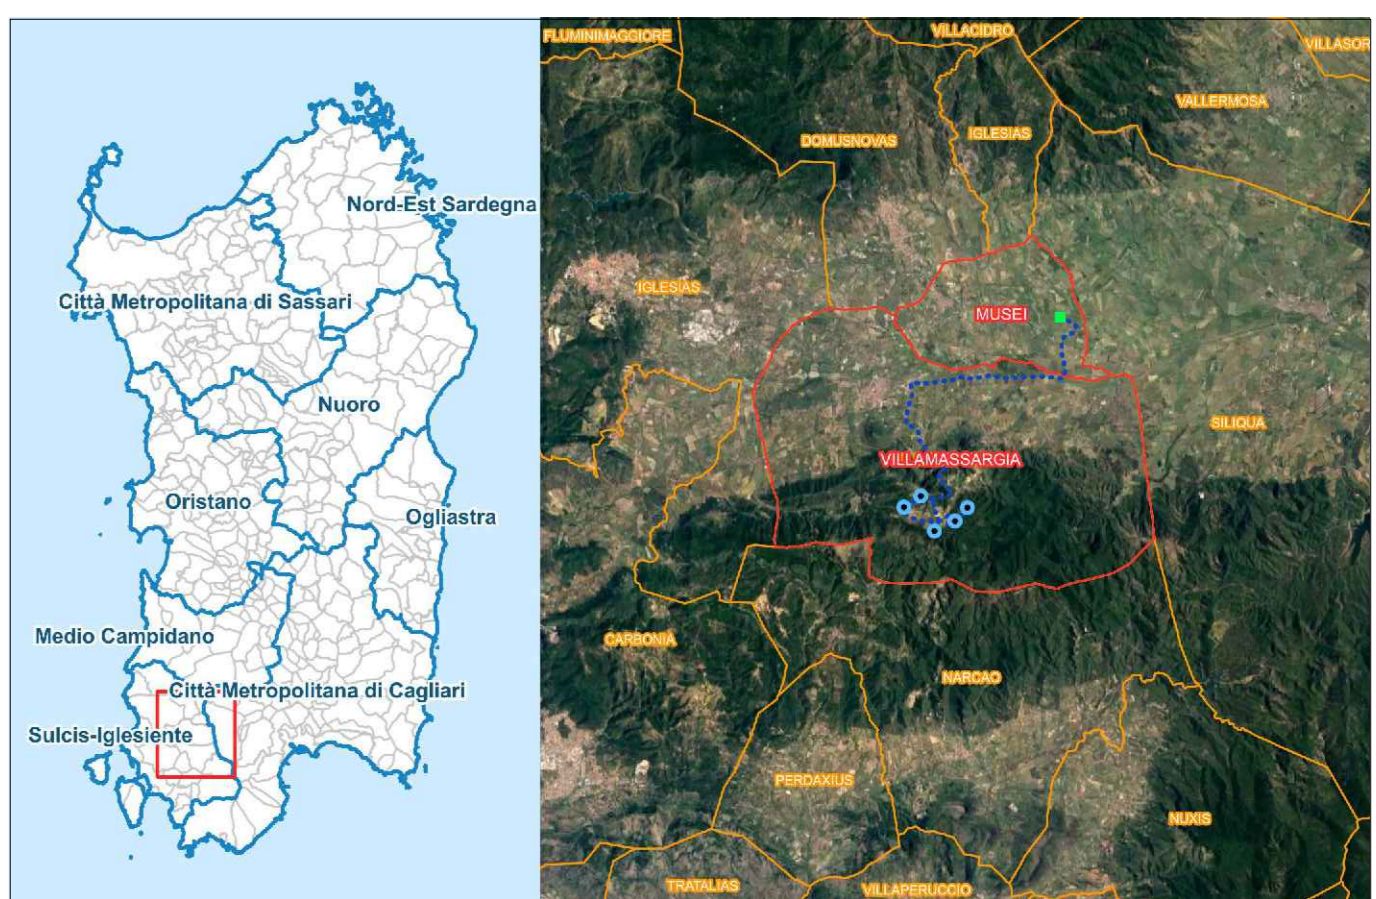 Nord-Est Sardegna
Città Metropolitana di Sassari
Nuoro
Oristano
Ogliastra
Medio Campidano
Città Metropolitana di Cagliari
Sulcis-Iglesiente
FLUMINIMAGGIORE
VILLACIDRO
VILLASOR
VALLERMOSA
DOMUSNOVAS
IGLESIAS
IGLESIAS
MUSEI
SILIQUA
VILLAMASSARGIA
CARBONIA
NARCAO
PERDAXIUS
NUXIS
TRATALIAS
VILLAPERUCCIO